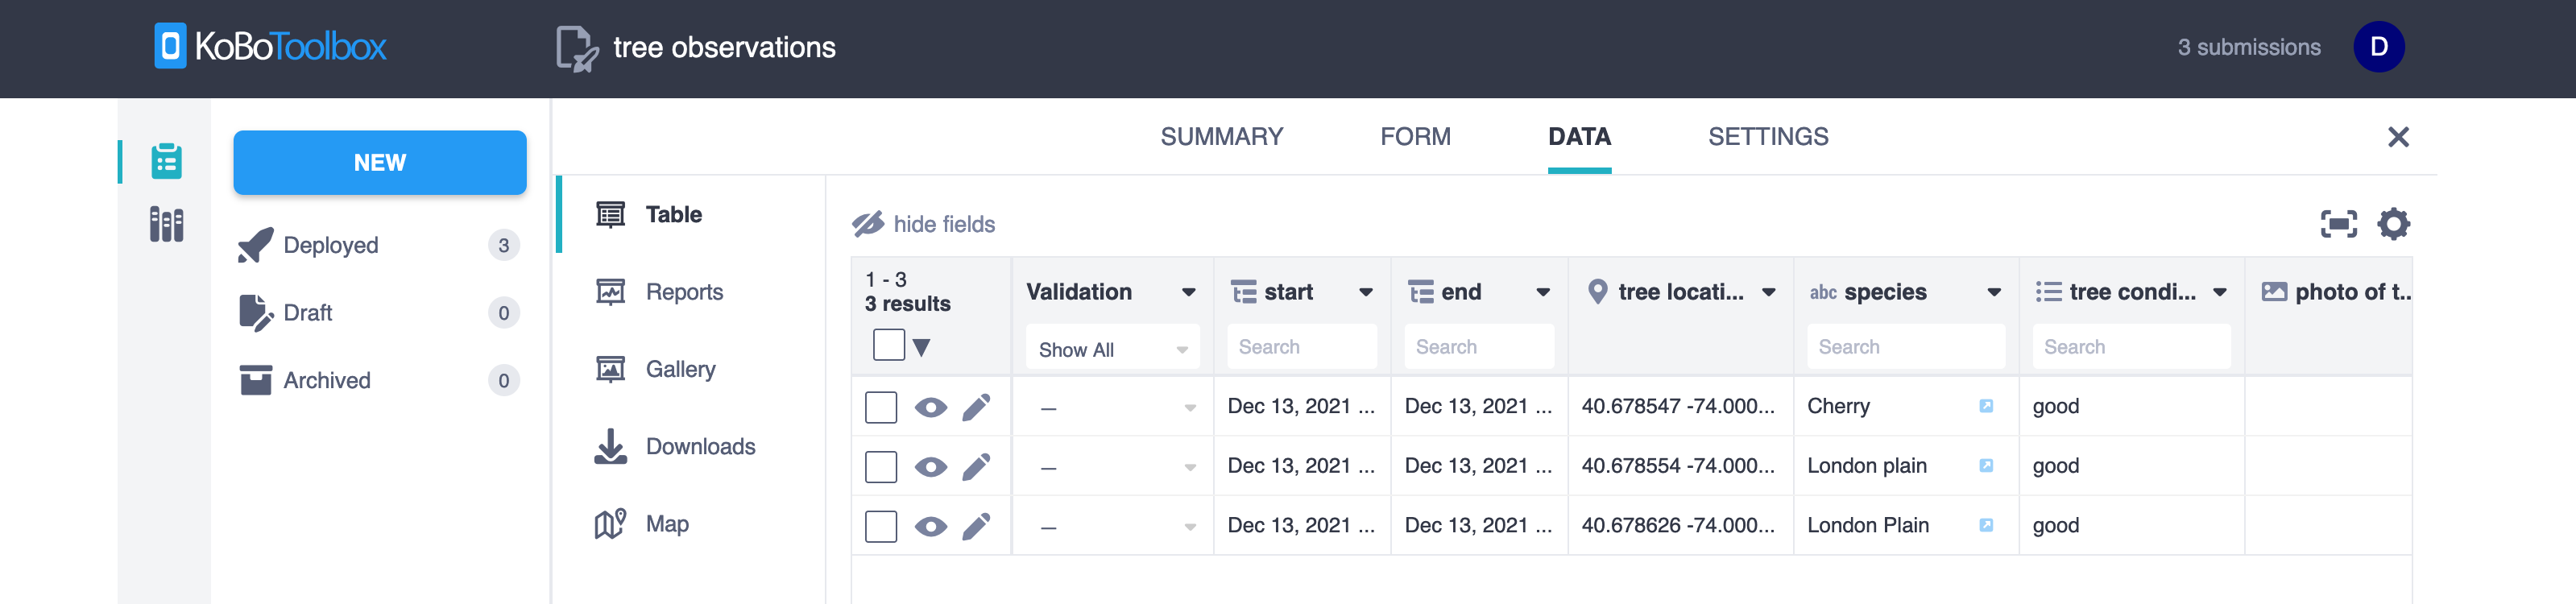 KoBoToolbox
tree observations
3 submissions
D
SUMMARY
FORM
DATA
SETTINGS
NEW
Deployed 3
Draft 0
Archived 0
Table
Reports
Gallery
Downloads
Map
hide fields
1 - 3
3 results
Validation
start
end
tree locati...
abc species
tree condi...
photo of t..
Show All
Search
Search
Search
Search
– Dec 13, 2021 ... Dec 13, 2021 ... 40.678547 -74.000... Cherry good
– Dec 13, 2021 ... Dec 13, 2021 ... 40.678554 -74.000... London plain good
– Dec 13, 2021 ... Dec 13, 2021 ... 40.678626 -74.000... London Plain good